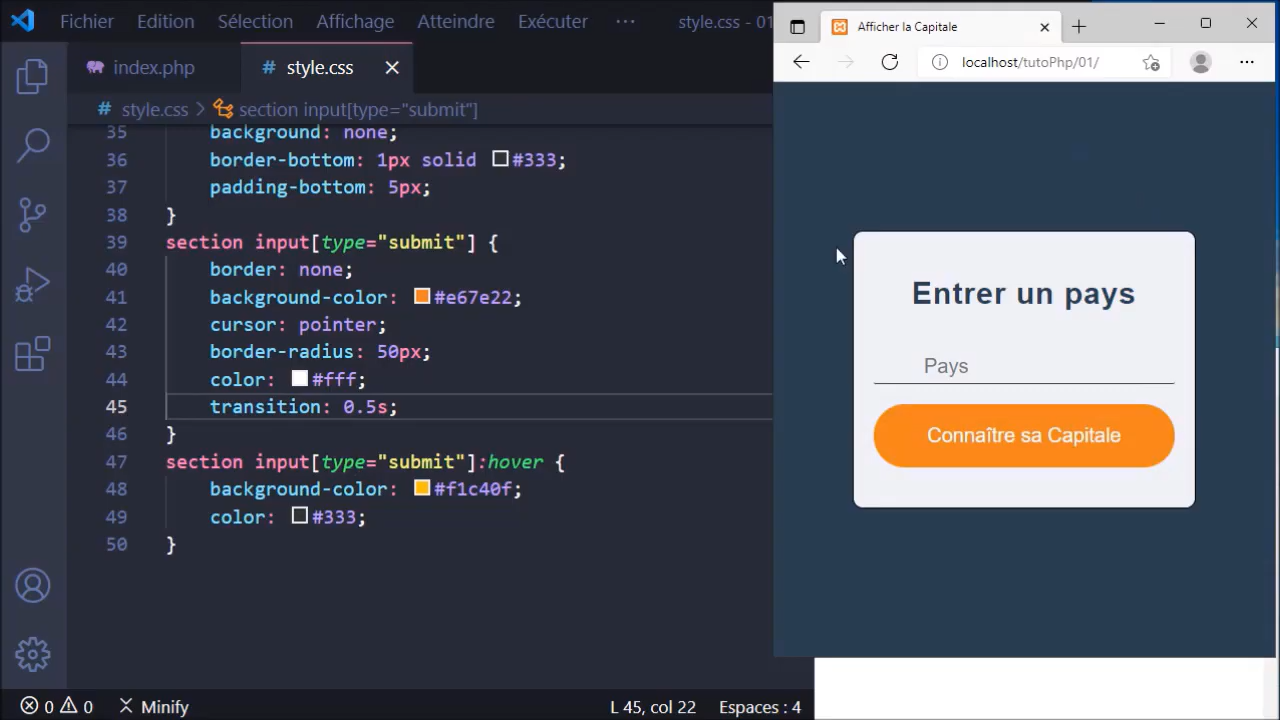 Fichier Edition Sélection Affichage Atteindre Exécuter ··· style.css - 01
index.php # style.css
# style.css > section input[type="submit"]
35 background: none;
36 border-bottom: 1px solid #333;
37 padding-bottom: 5px;
38 }
39 section input[type="submit"] {
40 border: none;
41 background-color: #e67e22;
42 cursor: pointer;
43 border-radius: 50px;
44 color: #fff;
45 transition: 0.5s;
46 }
47 section input[type="submit"]:hover {
48 background-color: #f1c40f;
49 color: #333;
50 }
0 0 Minify L 45, col 22 Espaces : 4
Afficher la Capitale
localhost/tutoPhp/01/
Entrer un pays
Pays
Connaître sa Capitale